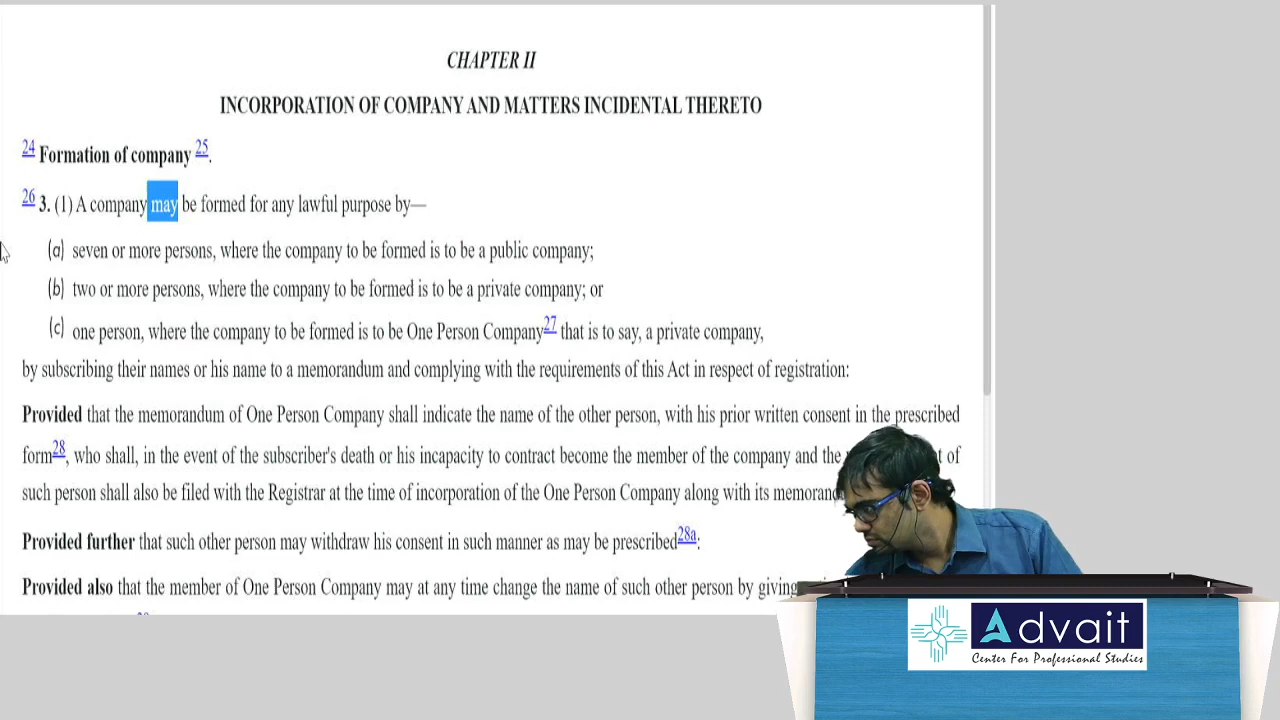 CHAPTER II
INCORPORATION OF COMPANY AND MATTERS INCIDENTAL THERETO
24 Formation of company 25.
26 3. (1) A company may be formed for any lawful purpose by—
(a) seven or more persons, where the company to be formed is to be a public company;
(b) two or more persons, where the company to be formed is to be a private company; or
(c) one person, where the company to be formed is to be One Person Company27 that is to say, a private company,
by subscribing their names or his name to a memorandum and complying with the requirements of this Act in respect of registration:
Provided that the memorandum of One Person Company shall indicate the name of the other person, with his prior written consent in the prescribed
form28, who shall, in the event of the subscriber's death or his incapacity to contract become the member of the company and the of
such person shall also be filed with the Registrar at the time of incorporation of the One Person Company along with its
Provided further that such other person may withdraw his consent in such manner as may be prescribed28a:
Provided also that the member of One Person Company may at any time change the name of such other person by giving
Advait
Center For Professional Studies